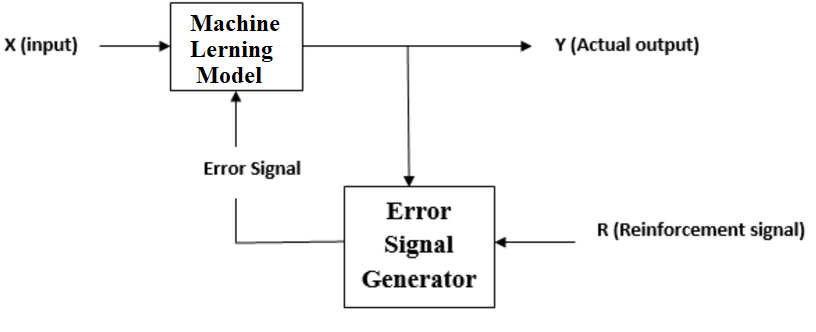 Machine
Lerning
Model
X (input)
Y (Actual output)
Error Signal
Error
Signal
Generator
R (Reinforcement signal)